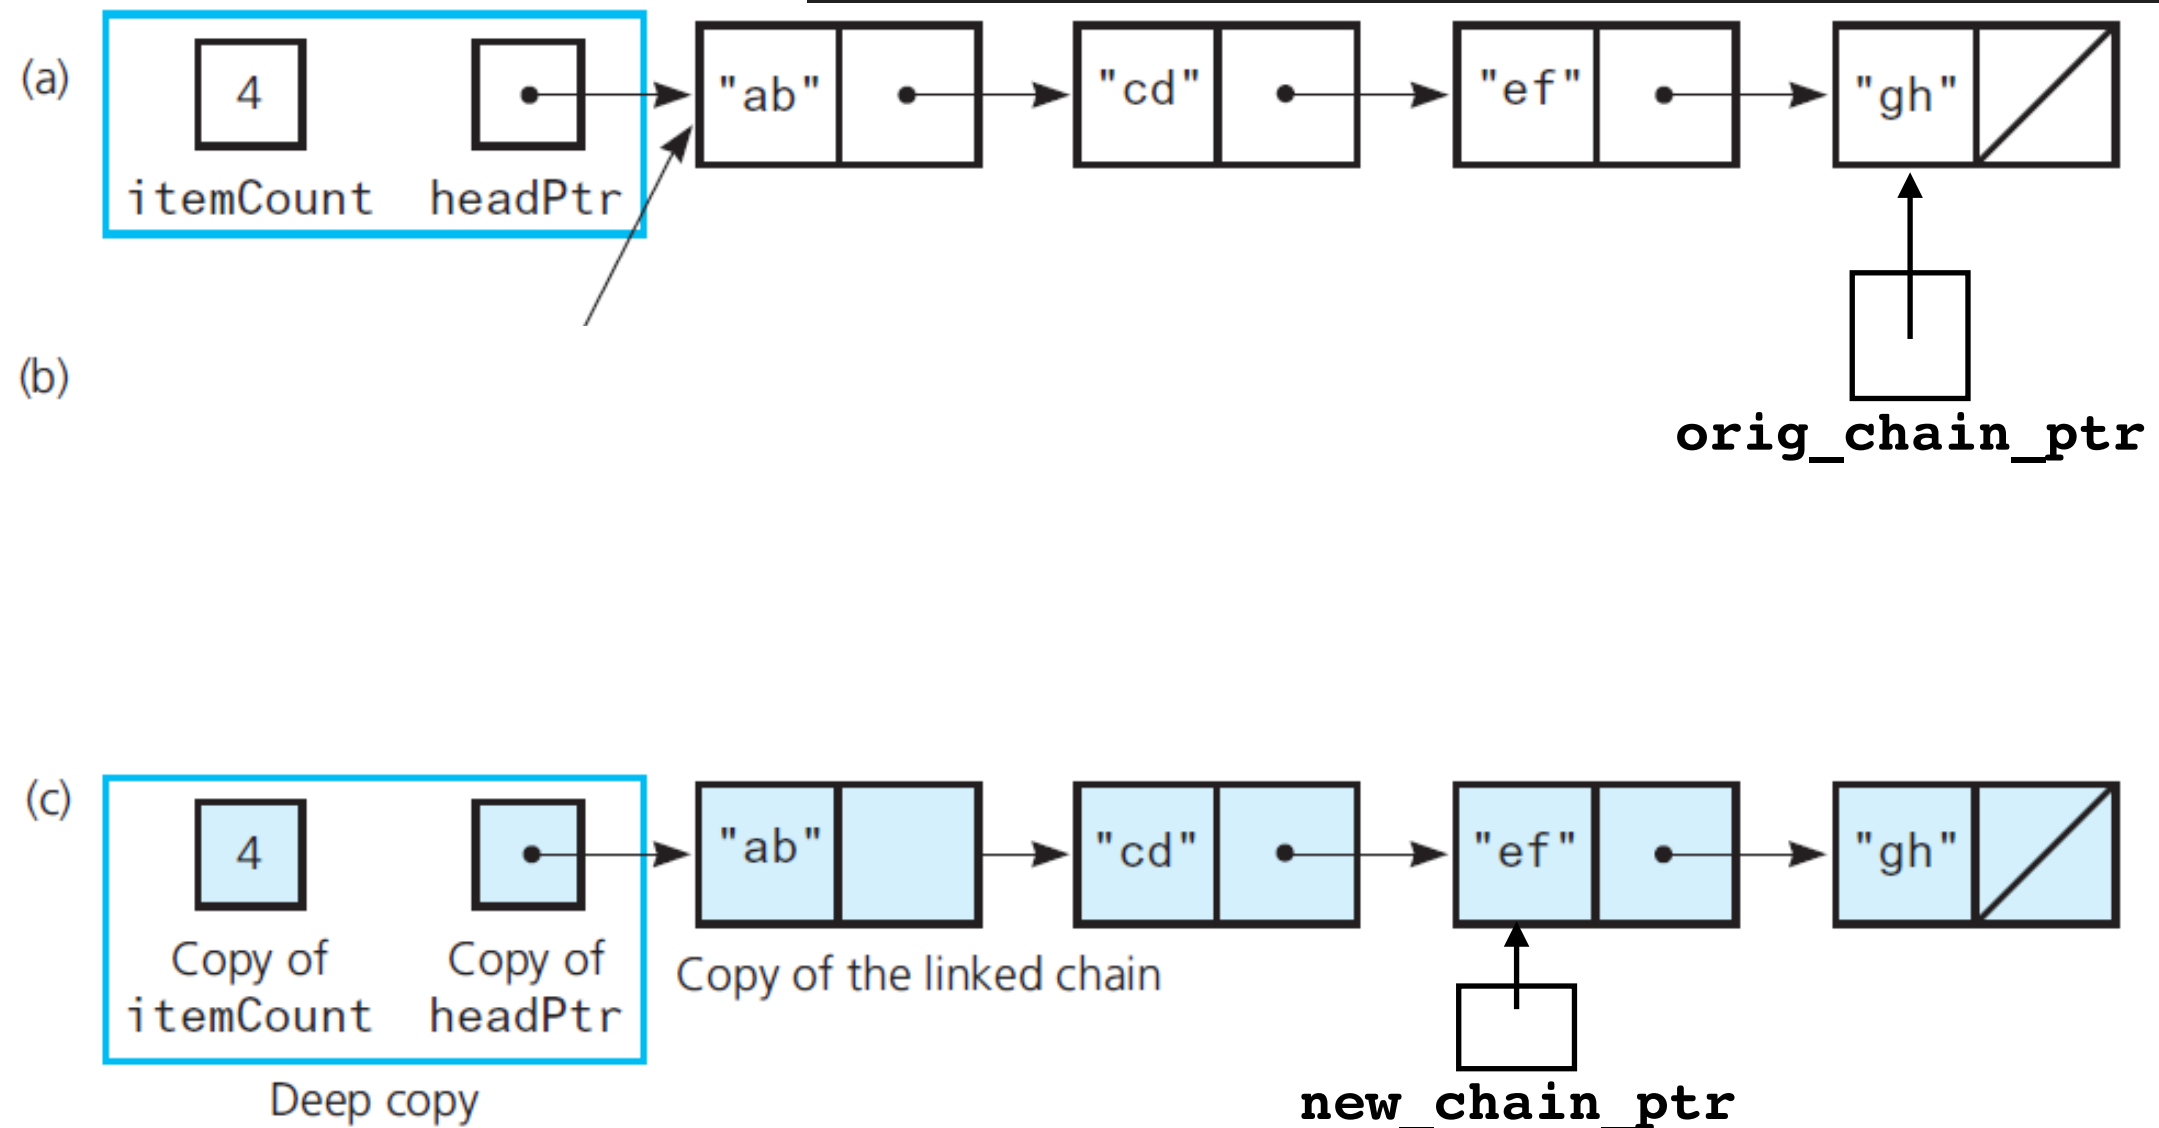 (a)
4
itemCount
headPtr
"ab"
"cd"
"ef"
"gh"
(b)
orig_chain_ptr
(c)
4
Copy of
itemCount
Copy of
headPtr
"ab"
"cd"
"ef"
"gh"
Copy of the linked chain
Deep copy
new_chain_ptr